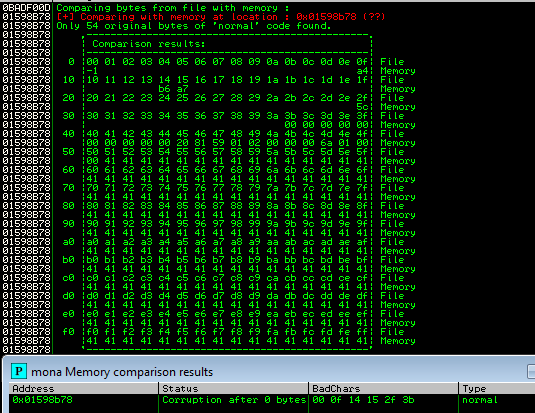 0BADF00D Comparing bytes from file with memory :
01598B78 [+] Comparing with memory at location : 0x01598b78 (??)
01598B78 Only 54 original bytes of 'normal' code found.
01598B78 ,-----------------------------------------------.
01598B78 | Comparison results: |
01598B78 |-----------------------------------------------|
01598B78 0 |00 01 02 03 04 05 06 07 08 09 0a 0b 0c 0d 0e 0f| File
01598B78 |-1 a4| Memory
01598B78 10 |10 11 12 13 14 15 16 17 18 19 1a 1b 1c 1d 1e 1f| File
01598B78 | b6 a7 | Memory
01598B78 20 |20 21 22 23 24 25 26 27 28 29 2a 2b 2c 2d 2e 2f| File
01598B78 | 5c| Memory
01598B78 30 |30 31 32 33 34 35 36 37 38 39 3a 3b 3c 3d 3e 3f| File
01598B78 | 00 00 00 00 00| Memory
01598B78 40 |40 41 42 43 44 45 46 47 48 49 4a 4b 4c 4d 4e 4f| File
01598B78 |00 00 00 00 00 20 81 59 01 02 00 00 00 6a 01 00| Memory
01598B78 50 |50 51 52 53 54 55 56 57 58 59 5a 5b 5c 5d 5e 5f| File
01598B78 |00 41 41 41 41 41 41 41 41 41 41 41 41 41 41 41| Memory
01598B78 60 |60 61 62 63 64 65 66 67 68 69 6a 6b 6c 6d 6e 6f| File
01598B78 |41 41 41 41 41 41 41 41 41 41 41 41 41 41 41 41| Memory
01598B78 70 |70 71 72 73 74 75 76 77 78 79 7a 7b 7c 7d 7e 7f| File
01598B78 |41 41 41 41 41 41 41 41 41 41 41 41 41 41 41 41| Memory
01598B78 80 |80 81 82 83 84 85 86 87 88 89 8a 8b 8c 8d 8e 8f| File
01598B78 |41 41 41 41 41 41 41 41 41 41 41 41 41 41 41 41| Memory
01598B78 90 |90 91 92 93 94 95 96 97 98 99 9a 9b 9c 9d 9e 9f| File
01598B78 |41 41 41 41 41 41 41 41 41 41 41 41 41 41 41 41| Memory
01598B78 a0 |a0 a1 a2 a3 a4 a5 a6 a7 a8 a9 aa ab ac ad ae af| File
01598B78 |41 41 41 41 41 41 41 41 41 41 41 41 41 41 41 41| Memory
01598B78 b0 |b0 b1 b2 b3 b4 b5 b6 b7 b8 b9 ba bb bc bd be bf| File
01598B78 |41 41 41 41 41 41 41 41 41 41 41 41 41 41 41 41| Memory
01598B78 c0 |c0 c1 c2 c3 c4 c5 c6 c7 c8 c9 ca cb cc cd ce cf| File
01598B78 |41 41 41 41 41 41 41 41 41 41 41 41 41 41 41 41| Memory
01598B78 d0 |d0 d1 d2 d3 d4 d5 d6 d7 d8 d9 da db dc dd de df| File
01598B78 |41 41 41 41 41 41 41 41 41 41 41 41 41 41 41 41| Memory
01598B78 e0 |e0 e1 e2 e3 e4 e5 e6 e7 e8 e9 ea eb ec ed ee ef| File
01598B78 |41 41 41 41 41 41 41 41 41 41 41 41 41 41 41 41| Memory
01598B78 f0 |f0 f1 f2 f3 f4 f5 f6 f7 f8 f9 fa fb fc fd fe ff| File
01598B78 |41 41 41 41 41 41 41 41 41 41 41 41 41 41 41 41| Memory
01598B78 `-----------------------------------------------'
P mona Memory comparison results
Address Status BadChars Type
0x01598b78 Corruption after 0 bytes 00 0f 14 15 2f 3b normal